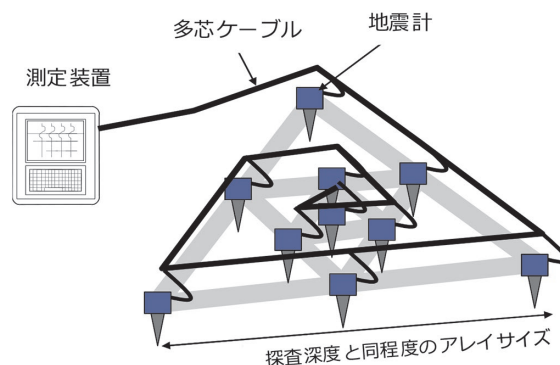 多芯ケーブル
地震計
測定装置
探査深度と同程度のアレイサイズ